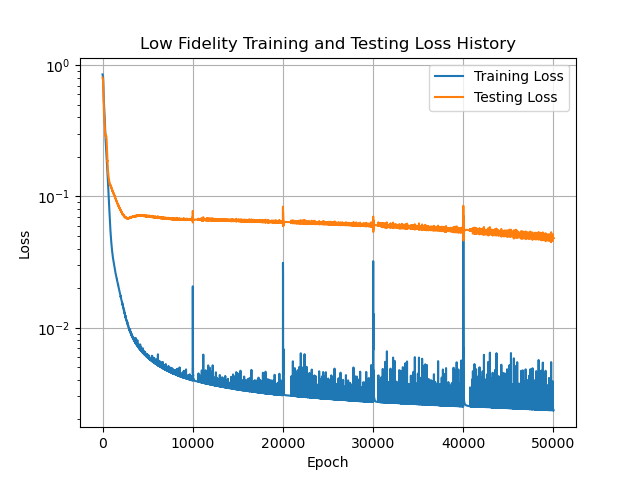 Low Fidelity Training and Testing Loss History
Training Loss
Testing Loss
10⁰
10⁻¹
10⁻²
Loss
0 10000 20000 30000 40000 50000
Epoch